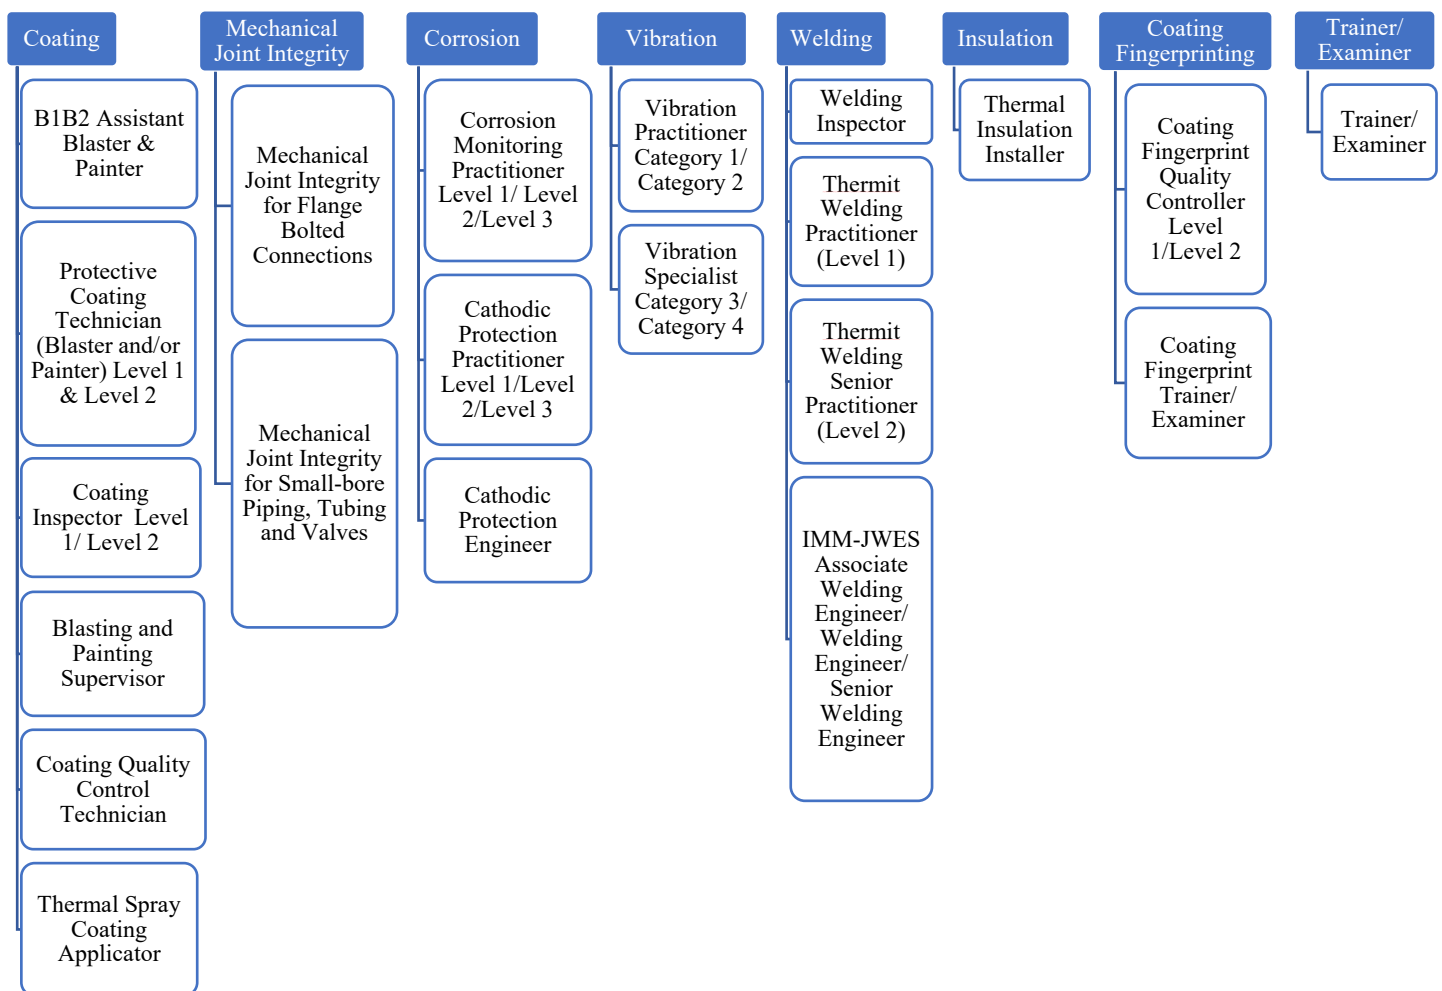 Coating
B1B2 Assistant
Blaster &
Painter
Protective
Coating
Technician
(Blaster and/or
Painter) Level 1
& Level 2
Coating
Inspector Level
1/ Level 2
Blasting and
Painting
Supervisor
Coating Quality
Control
Technician
Thermal Spray
Coating
Applicator
Mechanical
Joint Integrity
Mechanical
Joint Integrity
for Flange
Bolted
Connections
Mechanical
Joint Integrity
for Small-bore
Piping, Tubing
and Valves
Corrosion
Corrosion
Monitoring
Practitioner
Level 1/ Level
2/Level 3
Cathodic
Protection
Practitioner
Level 1/Level
2/Level 3
Cathodic
Protection
Engineer
Vibration
Vibration
Practitioner
Category 1/
Category 2
Vibration
Specialist
Category 3/
Category 4
Welding
Welding
Inspector
Thermit
Welding
Practitioner
(Level 1)
Thermit
Welding
Senior
Practitioner
(Level 2)
IMM-JWES
Associate
Welding
Engineer/
Welding
Engineer/
Senior
Welding
Engineer
Insulation
Thermal
Insulation
Installer
Coating
Fingerprinting
Coating
Fingerprint
Quality
Controller
Level
1/Level 2
Coating
Fingerprint
Trainer/
Examiner
Trainer/
Examiner
Trainer/
Examiner